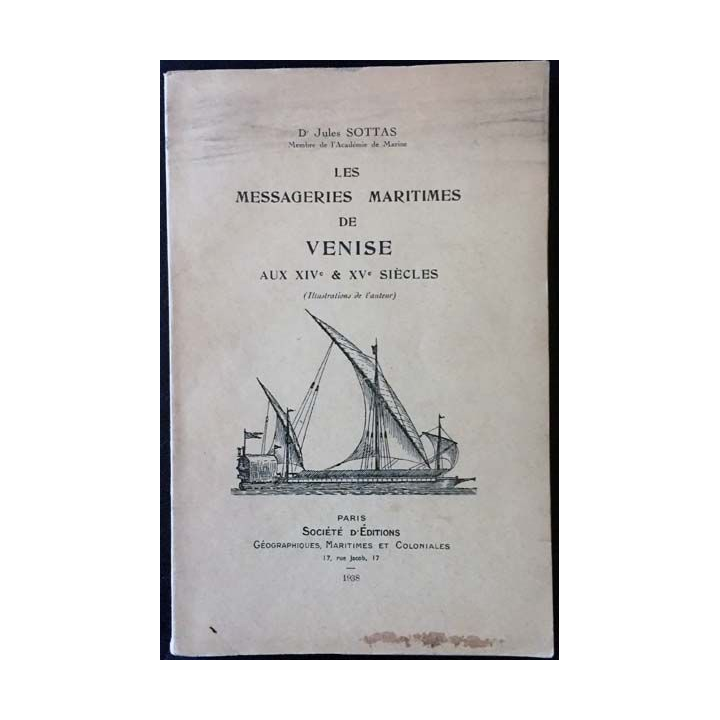 Dr Jules SOTTAS
Membre de l'Académie de Marine
LES
MESSAGERIES MARITIMES
DE
VENISE
AUX XIVe & XVe SIÈCLES
(Illustrations de l'auteur)
PARIS
SOCIÉTÉ D'ÉDITIONS
GÉOGRAPHIQUES, MARITIMES ET COLONIALES
17, rue Jacob, 17
1938